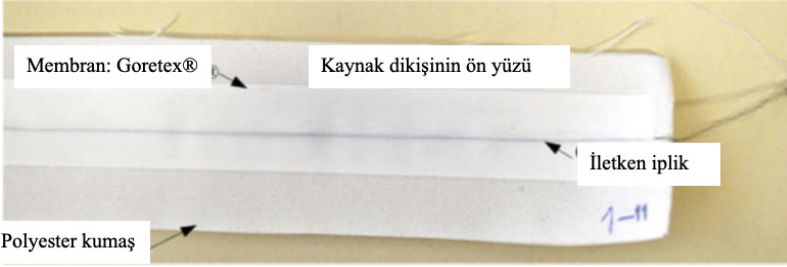 Membran: Goretex®
Kaynak dikişinin ön yüzü
İletken iplik
1-11
Polyester kumaş